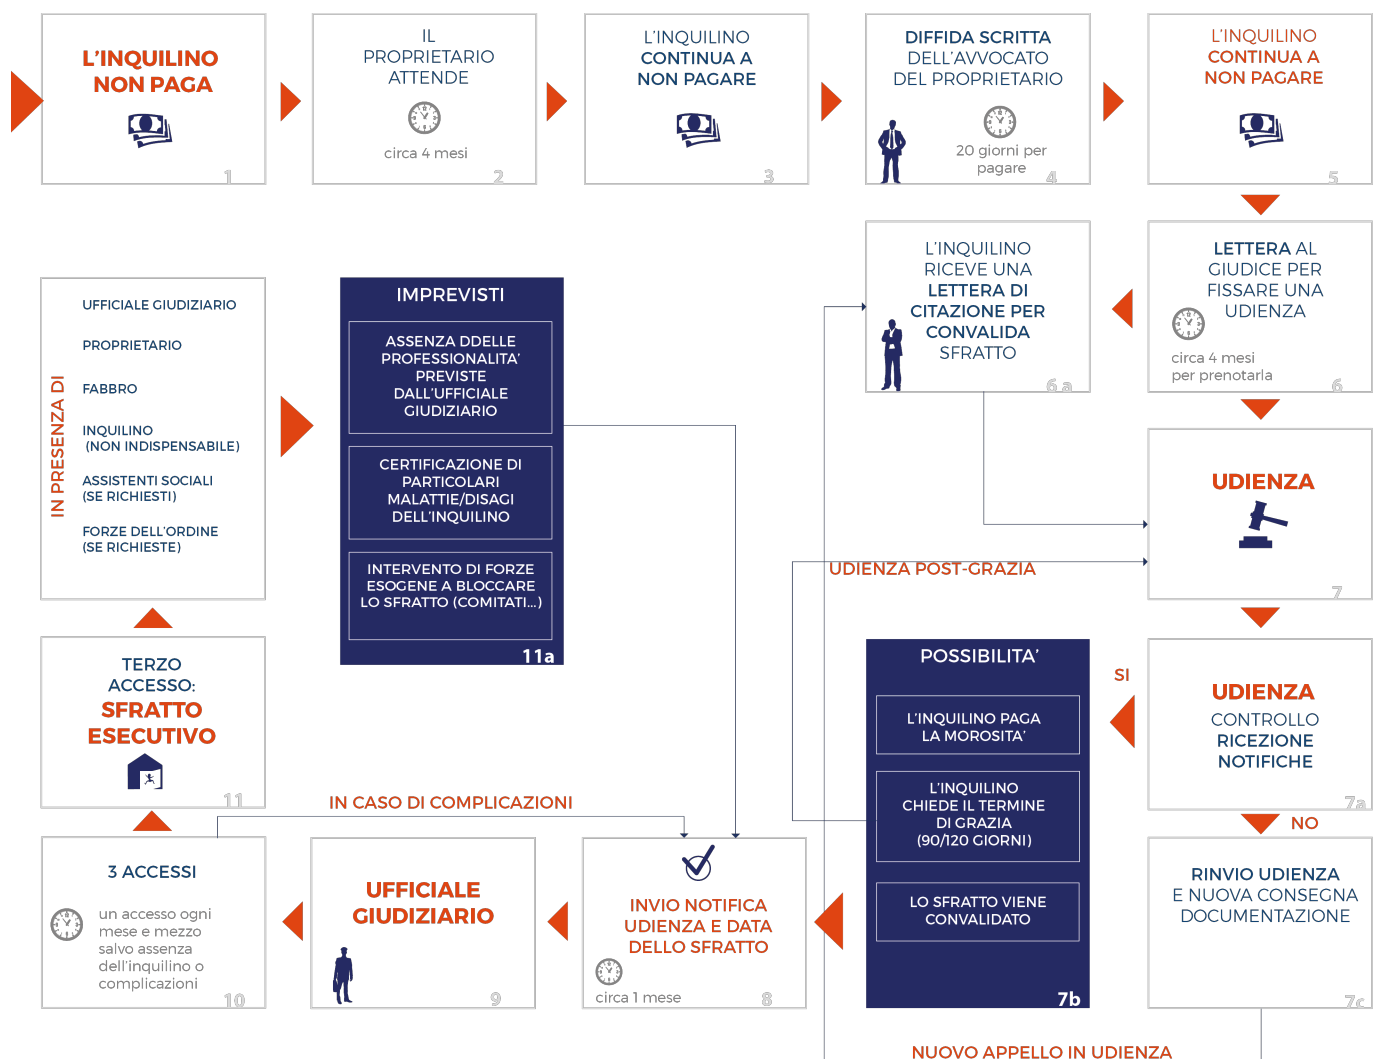 L'INQUILINO
NON PAGA
1
IL
PROPRIETARIO
ATTENDE
circa 4 mesi
2
L'INQUILINO
CONTINUA A
NON PAGARE
3
DIFFIDA SCRITTA
DELL'AVVOCATO
DEL PROPRIETARIO
20 giorni per
pagare
4
L'INQUILINO
CONTINUA A
NON PAGARE
5
LETTERA AL
GIUDICE PER
FISSARE UNA
UDIENZA
circa 4 mesi
per prenotarla
6
L'INQUILINO
RICEVE UNA
LETTERA DI
CITAZIONE PER
CONVALIDA
SFRATTO
6 a
UDIENZA
7
UDIENZA POST-GRAZIA
UDIENZA
CONTROLLO
RICEZIONE
NOTIFICHE
7a
SI
NO
POSSIBILITA'
L'INQUILINO PAGA
LA MOROSITA'
L'INQUILINO
CHIEDE IL TERMINE
DI GRAZIA
(90/120 GIORNI)
LO SFRATTO VIENE
CONVALIDATO
7b
RINVIO UDIENZA
E NUOVA CONSEGNA
DOCUMENTAZIONE
7c
NUOVO APPELLO IN UDIENZA
INVIO NOTIFICA
UDIENZA E DATA
DELLO SFRATTO
circa 1 mese
8
UFFICIALE
GIUDIZIARIO
9
3 ACCESSI
un accesso ogni
mese e mezzo
salvo assenza
dell'inquilino o
complicazioni
10
IN CASO DI COMPLICAZIONI
TERZO
ACCESSO:
SFRATTO
ESECUTIVO
11
IN PRESENZA DI
UFFICIALE GIUDIZIARIO
PROPRIETARIO
FABBRO
INQUILINO
(NON INDISPENSABILE)
ASSISTENTI SOCIALI
(SE RICHIESTI)
FORZE DELL'ORDINE
(SE RICHIESTE)
IMPREVISTI
ASSENZA DDELLE
PROFESSIONALITA'
PREVISTE
DALL'UFFICIALE
GIUDIZIARIO
CERTIFICAZIONE DI
PARTICOLARI
MALATTIE/DISAGI
DELL'INQUILINO
INTERVENTO DI FORZE
ESOGENE A BLOCCARE
LO SFRATTO (COMITATI...)
11a